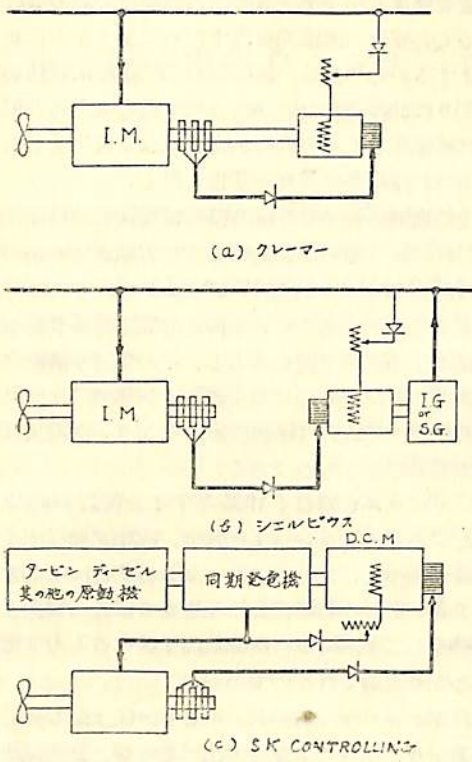 I.M.
(a) クレーマー
I.M.
I.G
or
S.G.
(b) シェルビウス
D.C.M
タービン ディーゼル
其の他の原動機
同期発電機
(c) SK CONTROLLING